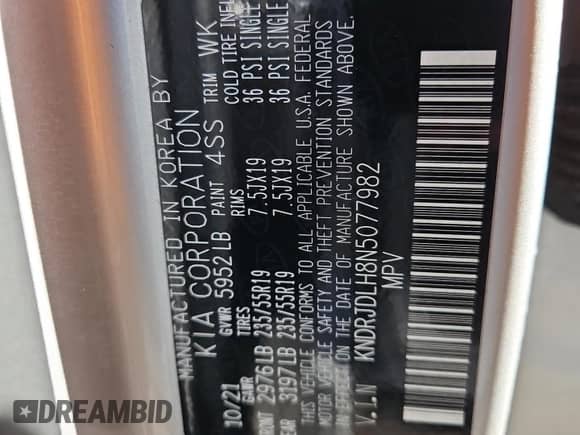 MANUFACTURED IN KOREA BY
KIA CORPORATION
10/21 GVWR 5952 LB PAINT 4SS TRIM WK
GAWR TIRES RIMS COLD TIRE INFL
2976 LB 235/55R19 7.5JX19 36 PSI SINGLE
3197 LB 235/55R19 7.5JX19 36 PSI SINGLE
THIS VEHICLE CONFORMS TO ALL APPLICABLE U.S.A. FEDERAL
MOTOR VEHICLE SAFETY AND THEFT PREVENTION STANDARDS
IN EFFECT ON THE DATE OF MANUFACTURE SHOWN ABOVE.
V.I.N KNDRJDLH8N5077982
MPV
DREAMBID